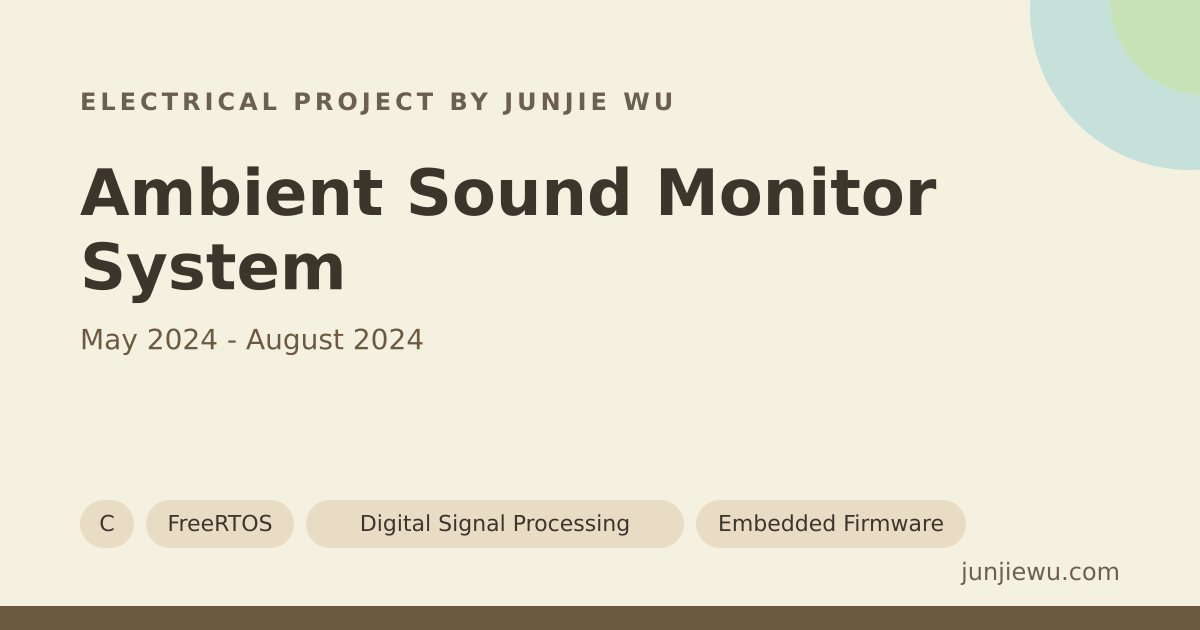 ELECTRICAL PROJECT BY JUNJIE WU
Ambient Sound Monitor
System
May 2024 - August 2024
C FreeRTOS Digital Signal Processing Embedded Firmware
junjiewu.com